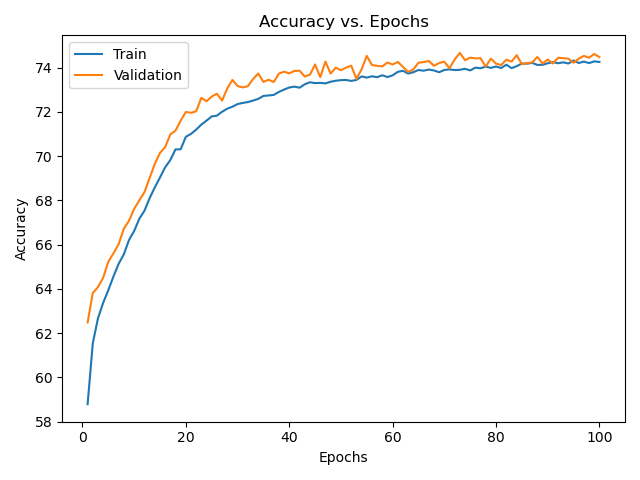 Accuracy vs. Epochs
Train
Validation
Accuracy
74
72
70
68
66
64
62
60
58
0 20 40 60 80 100
Epochs